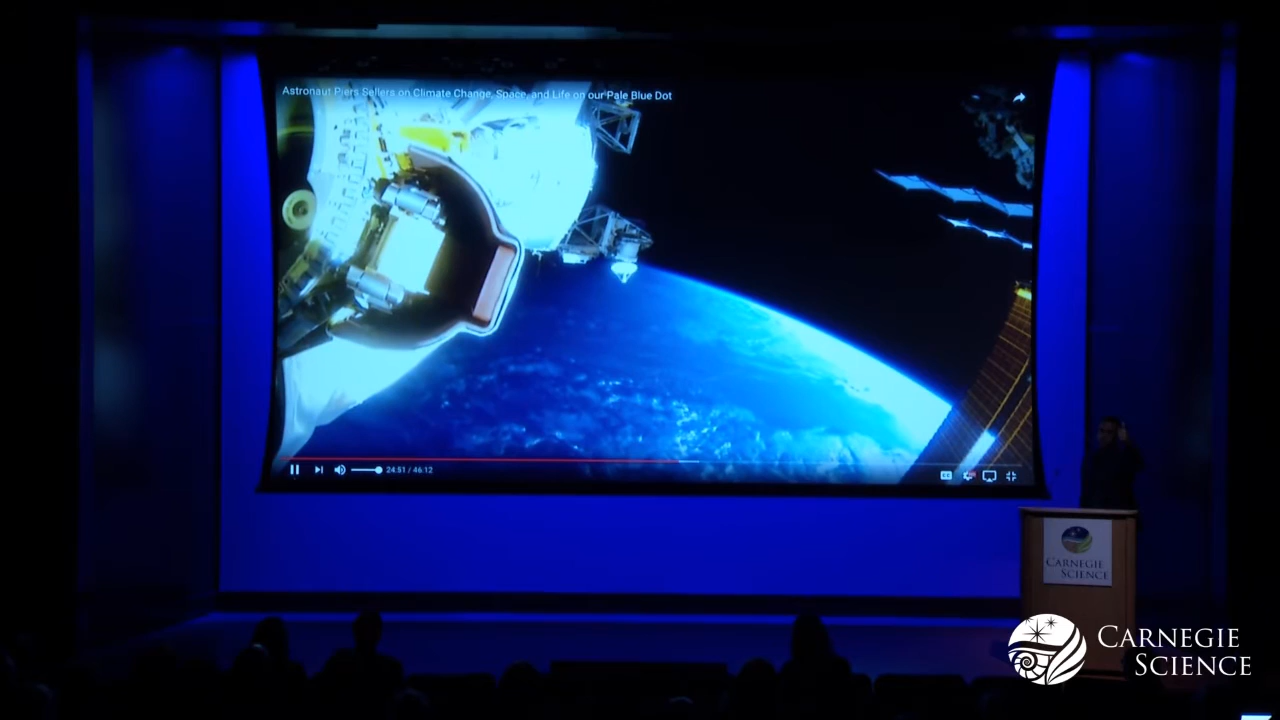 Astronaut Piers Sellers on Climate Change, Space, and Life on our Pale Blue Dot
24:51 / 46:12
CC
CARNEGIE
SCIENCE
CARNEGIE
SCIENCE